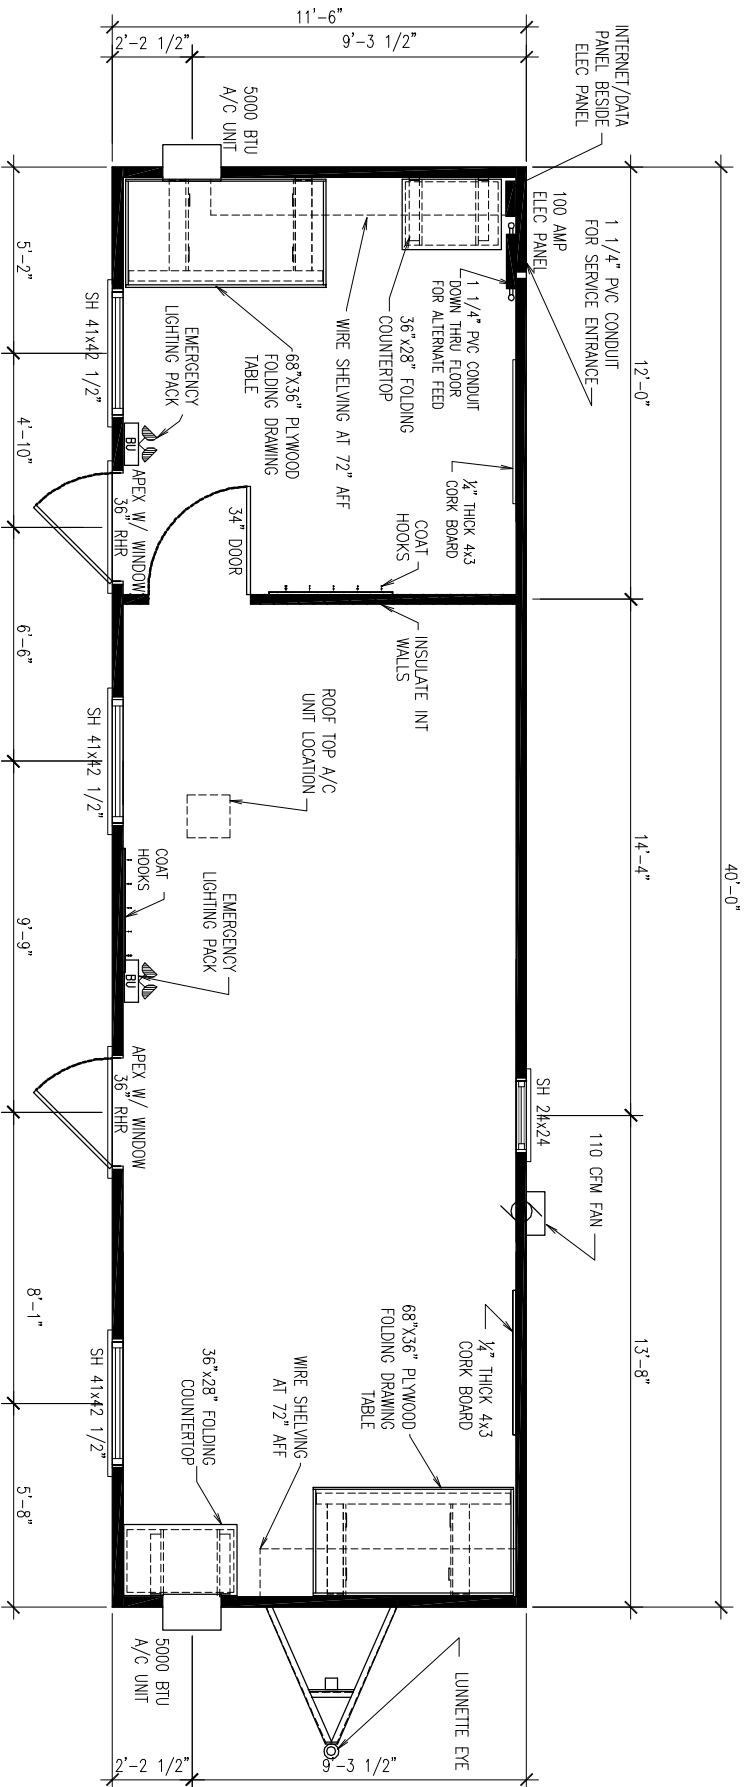 11'-6"
2'-2 1/2"
9'-3 1/2"
INTERNET/DATA
PANEL BESIDE
ELEC PANEL
5000 BTU
A/C UNIT
100 AMP
ELEC PANEL
1 1/4" PVC CONDUIT
FOR SERVICE ENTRANCE
40'-0"
12'-0"
14'-4"
13'-8"
1 1/4" PVC CONDUIT
DOWN THRU FLOOR
FOR ALTERNATE FEED
36"x28" FOLDING
COUNTERTOP
WIRE SHELVING AT 72" AFF
68"X36" PLYWOOD
FOLDING DRAWING
TABLE
EMERGENCY
LIGHTING PACK
BU
SH 41x42 1/2"
5'-2"
4'-10"
APEX W/ WINDOW
36" RHR
34" DOOR
1/4" THICK 4x3
CORK BOARD
COAT
HOOKS
INSULATE INT
WALLS
6'-6"
SH 41x42 1/2"
ROOF TOP A/C
UNIT LOCATION
COAT
HOOKS
EMERGENCY
LIGHTING PACK
BU
9'-9"
APEX W/ WINDOW
36" RHR
SH 24x24
110 CFM FAN
8'-1"
1/4" THICK 4x3
CORK BOARD
68"X36" PLYWOOD
FOLDING DRAWING
TABLE
WIRE SHELVING
AT 72" AFF
36"x28" FOLDING
COUNTERTOP
SH 41x42 1/2"
5'-8"
5000 BTU
A/C UNIT
LUNNETTE EYE
2'-2 1/2"
9'-3 1/2"